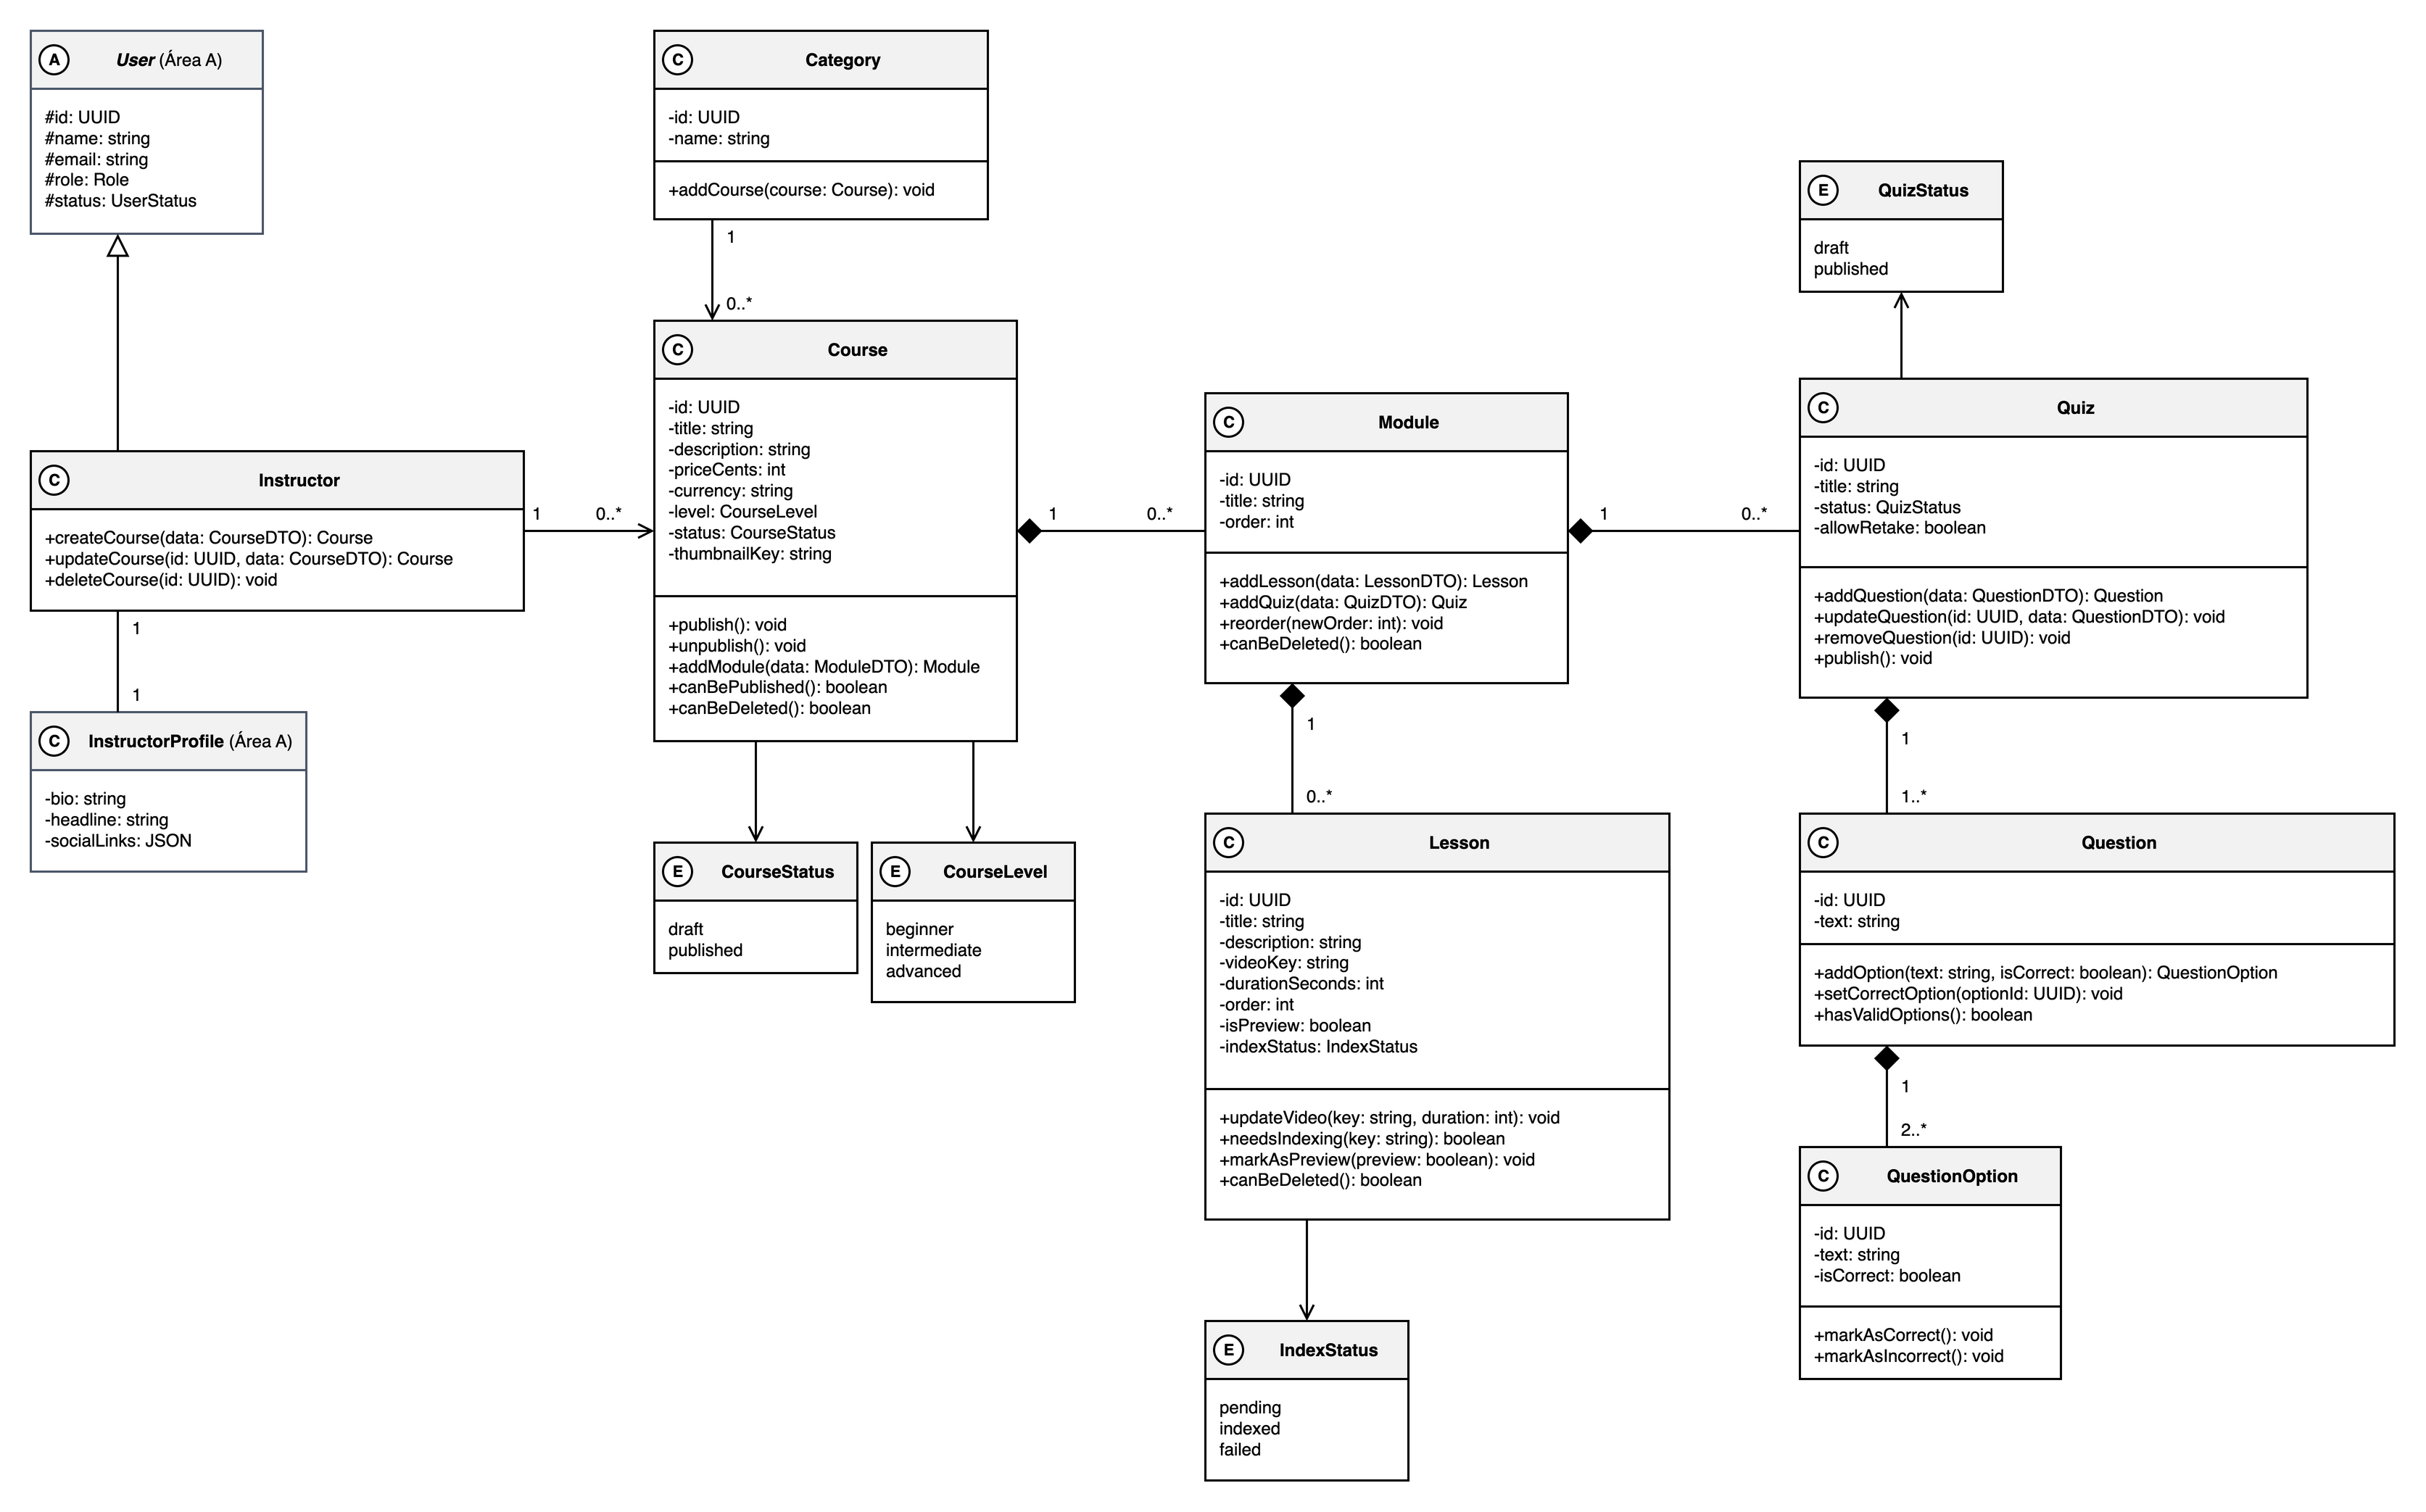 A
User (Área A)
#id: UUID
#name: string
#email: string
#role: Role
#status: UserStatus
C
Category
-id: UUID
-name: string
+addCourse(course: Course): void
1
0..*
E
QuizStatus
draft
published
C
Instructor
+createCourse(data: CourseDTO): Course
+updateCourse(id: UUID, data: CourseDTO): Course
+deleteCourse(id: UUID): void
1
0..*
1
1
C
InstructorProfile (Área A)
-bio: string
-headline: string
-socialLinks: JSON
C
Course
-id: UUID
-title: string
-description: string
-priceCents: int
-currency: string
-level: CourseLevel
-status: CourseStatus
-thumbnailKey: string
+publish(): void
+unpublish(): void
+addModule(data: ModuleDTO): Module
+canBePublished(): boolean
+canBeDeleted(): boolean
1
0..*
E
CourseStatus
draft
published
E
CourseLevel
beginner
intermediate
advanced
C
Module
-id: UUID
-title: string
-order: int
+addLesson(data: LessonDTO): Lesson
+addQuiz(data: QuizDTO): Quiz
+reorder(newOrder: int): void
+canBeDeleted(): boolean
1
0..*
1
0..*
C
Lesson
-id: UUID
-title: string
-description: string
-videoKey: string
-durationSeconds: int
-order: int
-isPreview: boolean
-indexStatus: IndexStatus
+updateVideo(key: string, duration: int): void
+needsIndexing(key: string): boolean
+markAsPreview(preview: boolean): void
+canBeDeleted(): boolean
E
IndexStatus
pending
indexed
failed
C
Quiz
-id: UUID
-title: string
-status: QuizStatus
-allowRetake: boolean
+addQuestion(data: QuestionDTO): Question
+updateQuestion(id: UUID, data: QuestionDTO): void
+removeQuestion(id: UUID): void
+publish(): void
1
1..*
C
Question
-id: UUID
-text: string
+addOption(text: string, isCorrect: boolean): QuestionOption
+setCorrectOption(optionId: UUID): void
+hasValidOptions(): boolean
1
2..*
C
QuestionOption
-id: UUID
-text: string
-isCorrect: boolean
+markAsCorrect(): void
+markAsIncorrect(): void